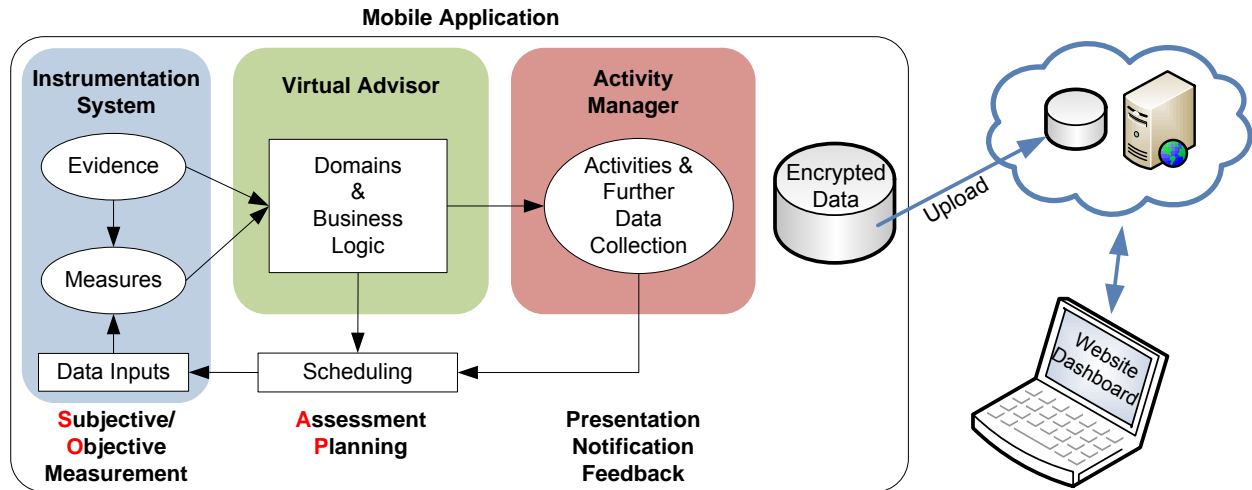 Mobile Application
Instrumentation
System
Evidence
Measures
Data Inputs
Subjective/
Objective
Measurement
Virtual Advisor
Domains
&
Business
Logic
Scheduling
Assessment
Planning
Activity
Manager
Activities &
Further
Data
Collection
Presentation
Notification
Feedback
Encrypted
Data
Upload
Website
Dashboard